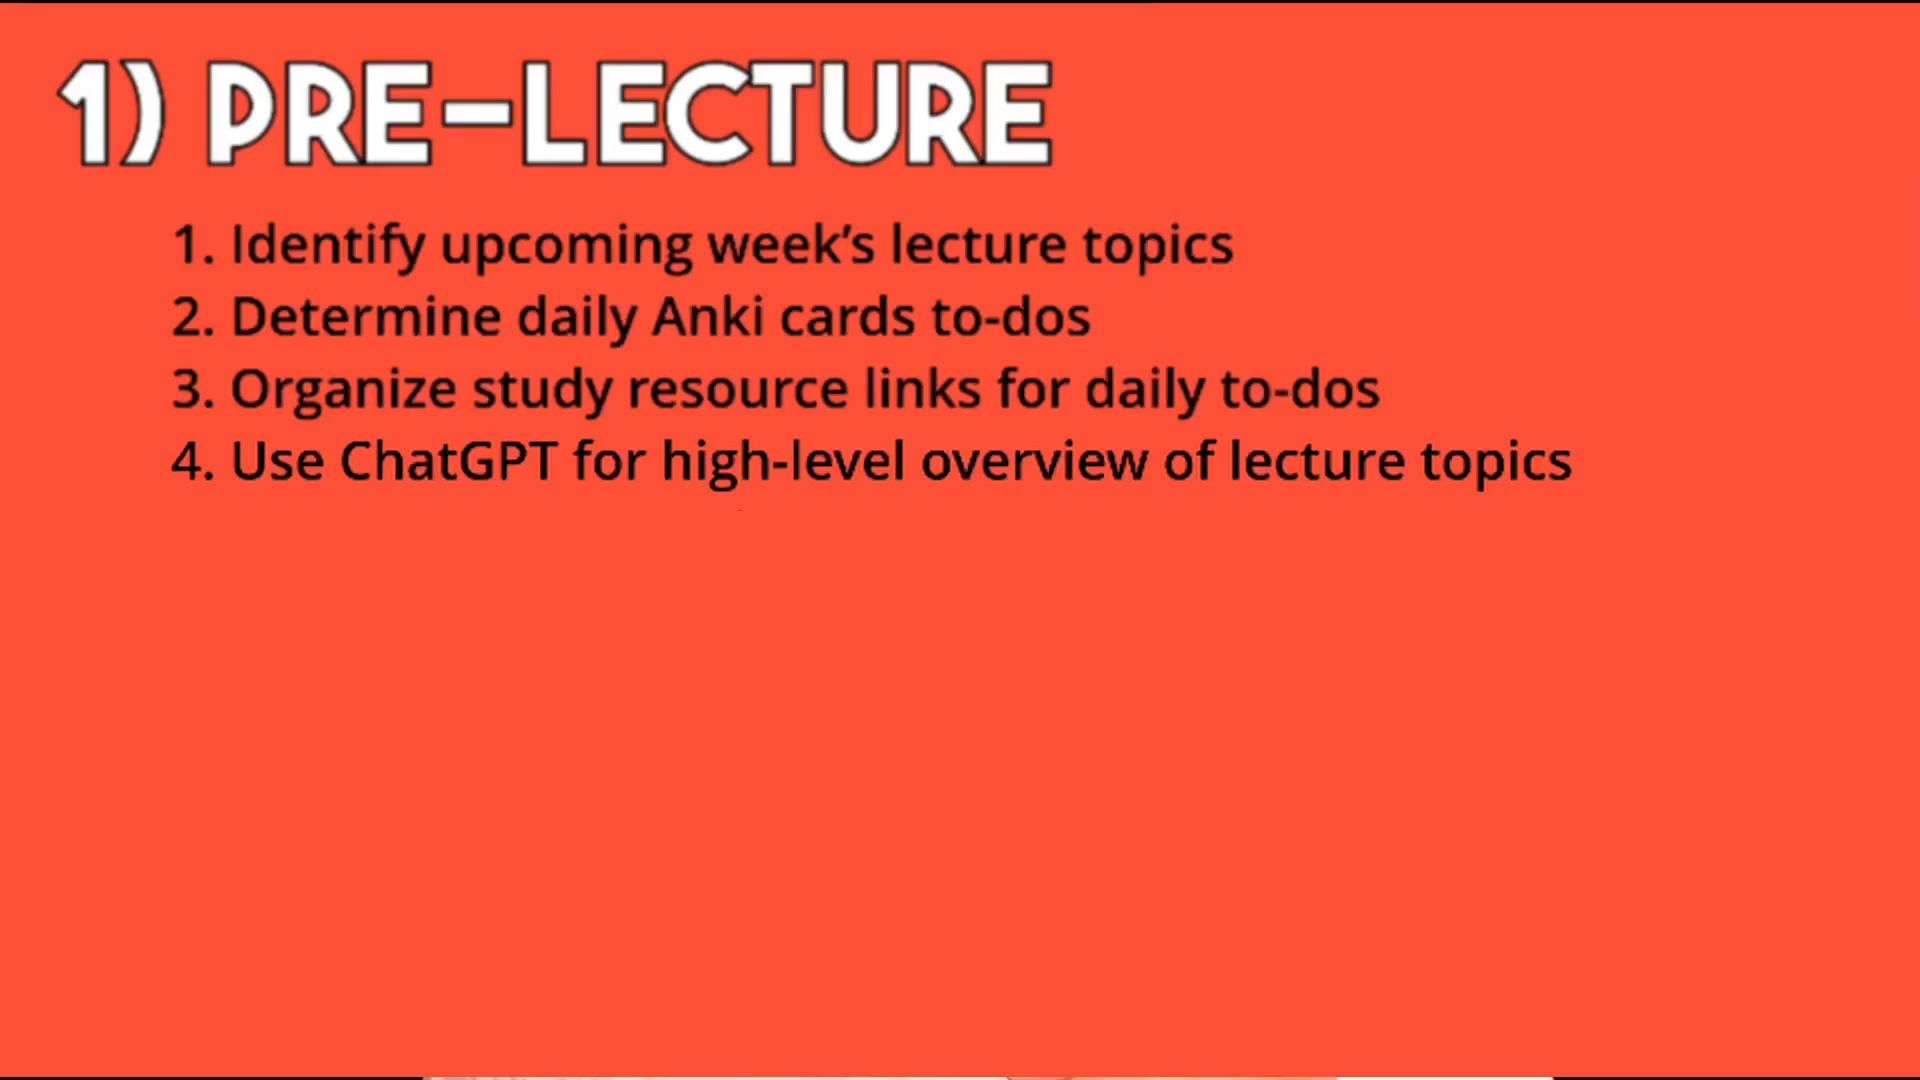 1) PRE-LECTURE
1. Identify upcoming week’s lecture topics
2. Determine daily Anki cards to-dos
3. Organize study resource links for daily to-dos
4. Use ChatGPT for high-level overview of lecture topics